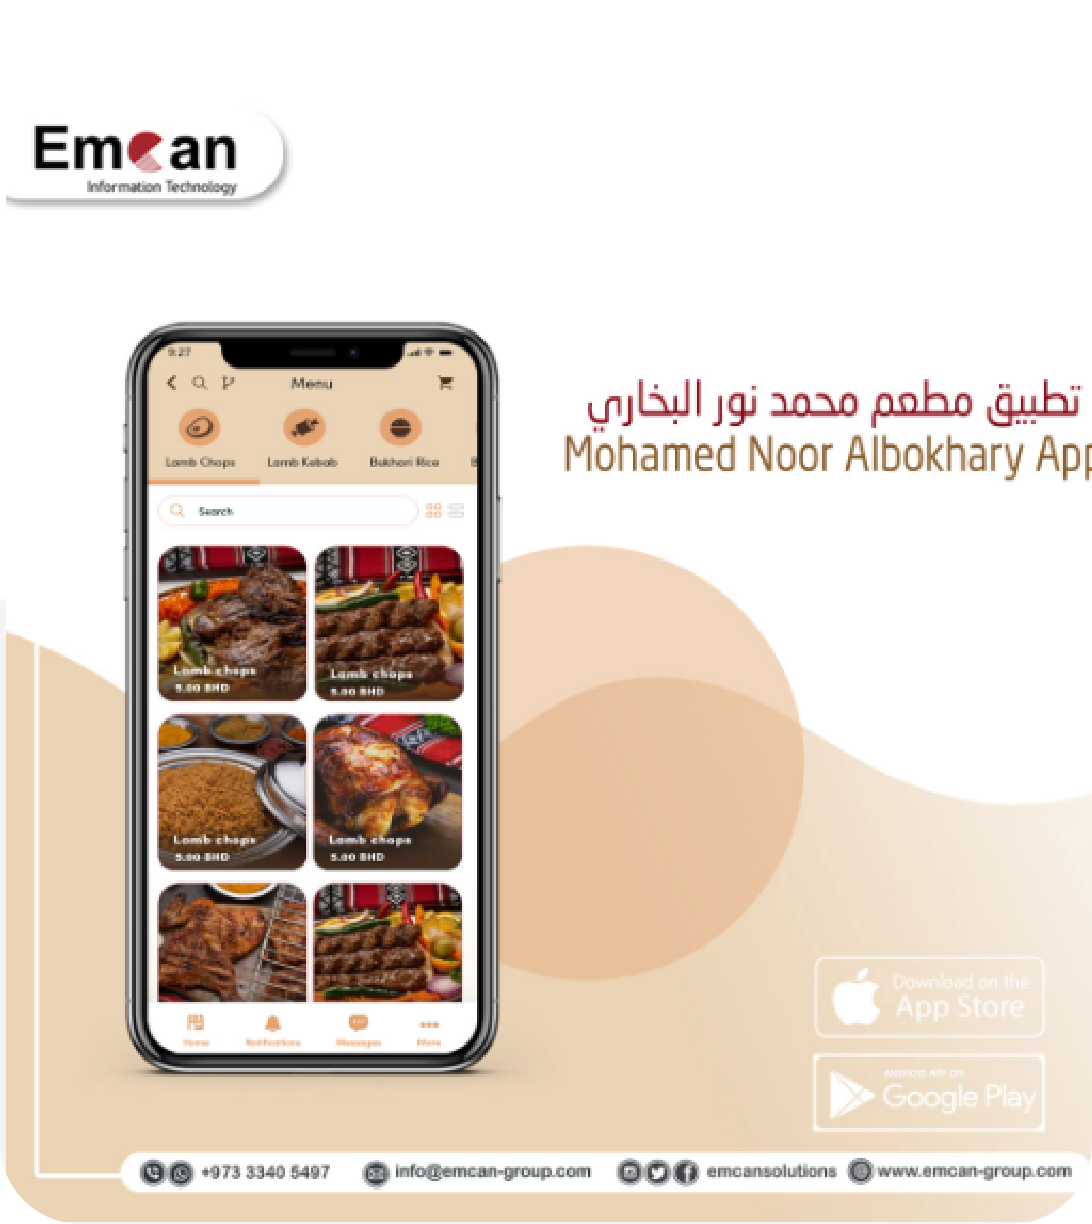 Emcan
Information Technology
9:27
Menu
Lamb Chops
Lamb Kebab
Bukhari Rice
Search
Lamb chops
5.00 BHD
Lamb chops
5.00 BHD
Lamb chops
5.00 BHD
Lamb chops
5.00 BHD
Home
Notifications
Messages
More
تطبيق مطعم محمد نور البخاري
Mohamed Noor Albokhary App
Download on the
App Store
ANDROID APP ON
Google Play
+973 3340 5497
info@emcan-group.com
emcansolutions
www.emcan-group.com